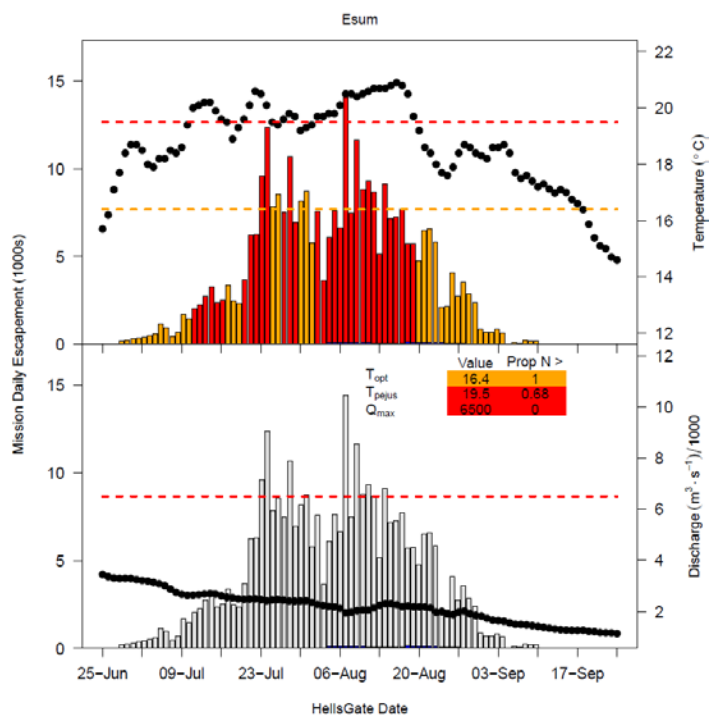 Esum
15
10
5
0
22
20
18
16
14
12
Temperature (°C)
Mission Daily Escapement (1000s)
Value Prop N >
Topt 16.4 1
Tpejus 19.5 0.68
Qmax 6500 0
15
10
5
0
12
10
8
6
4
2
Discharge (m³·s⁻¹)/1000
25-Jun 09-Jul 23-Jul 06-Aug 20-Aug 03-Sep 17-Sep
HellsGate Date